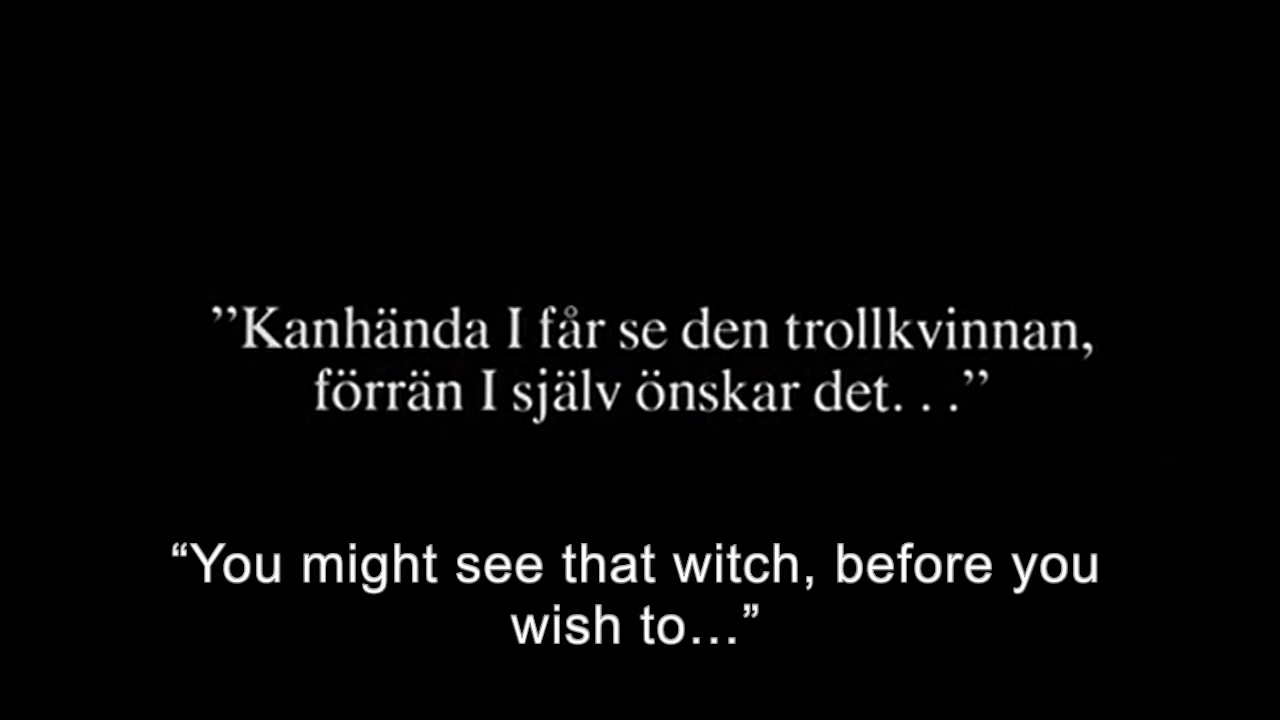 ”Kanhända I får se den trollkvinnan,
förrän I själv önskar det. . .”
“You might see that witch, before you
wish to…”